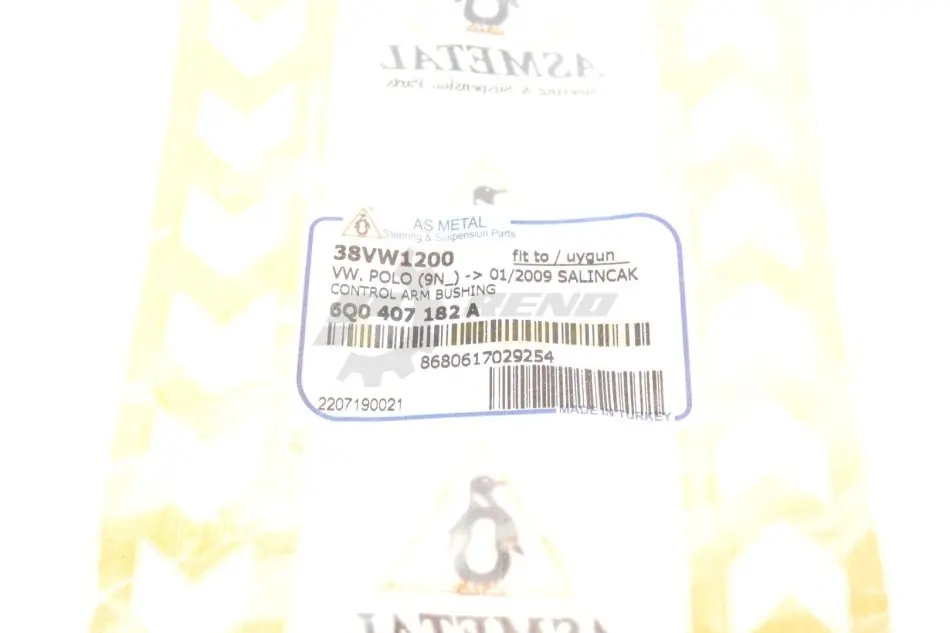 ASMETAL
Steering & Suspension Parts
AS METAL
Steering & Suspension Parts
38VW1200 fit to / uygun
VW. POLO (9N_) -> 01/2009 SALINCAK
CONTROL ARM BUSHING
6Q0 407 182 A
8680617029254
2207190021
MADE IN TURKEY
ASMETAL